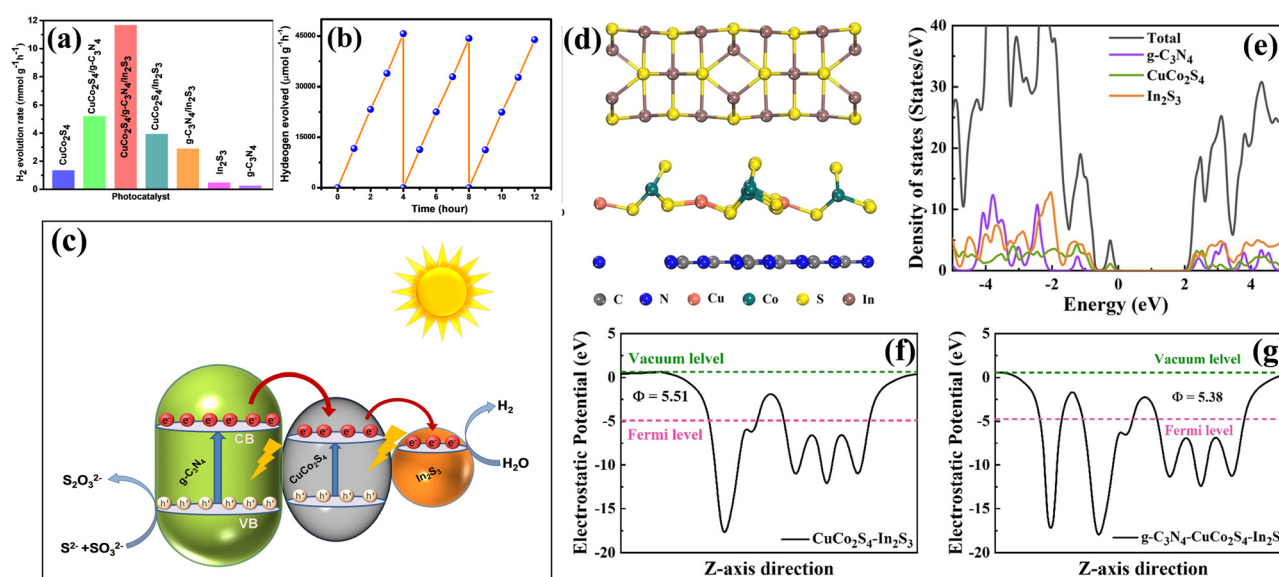 (a)
H2 evolution rate (mmol g-1h-1)
12
10
8
6
4
2
0
CuCo2S4
CuCo2S4/g-C3N4
CuCo2S4/g-C3N4/In2S3
CuCo2S4/In2S3
g-C3N4/In2S3
In2S3
g-C3N4
Photocatalyst
(b)
Hydeogen evolved (μmol g-1h-1)
45000
30000
15000
0
0 2 4 6 8 10 12
Time (hour)
(c)
e- e- e- e- e- e-
CB
g-C3N4
h+ h+ h+ h+ h+ h+
VB
e- e- e- e-
CuCo2S4
h+ h+ h+ h+
e- e- e-
In2S3
H2
H2O
S2O32-
S2- +SO32-
(d)
C N Cu Co S In
(e)
Density of states (States/eV)
40
30
20
10
0
Total
g-C3N4
CuCo2S4
In2S3
-4 -2 0 2 4
Energy (eV)
(f)
Electrostatic Potential (eV)
5
0
-5
-10
-15
-20
Vacuum lelvel
Φ = 5.51
Fermi level
CuCo2S4-In2S3
Z-axis direction
(g)
Electrostatic Potential (eV)
5
0
-5
-10
-15
-20
Vacuum lelvel
Φ = 5.38
Fermi level
g-C3N4-CuCo2S4-In2S
Z-axis direction